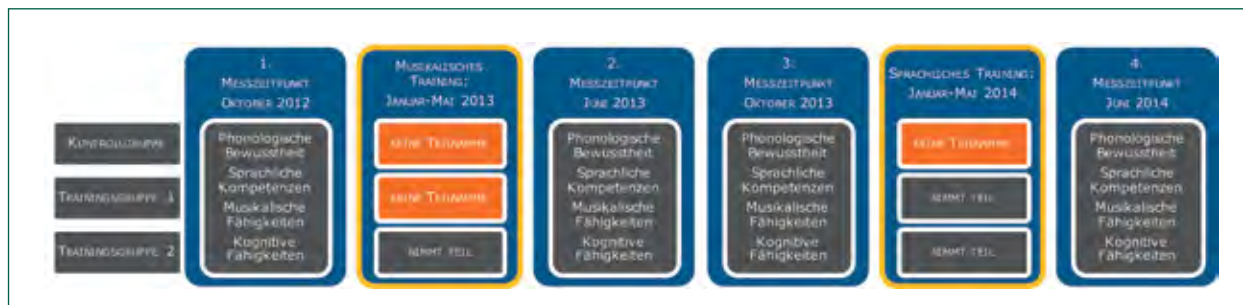 1.
MESSZEITPUNKT
OKTOBER 2012
MUSIKALISCHES
TRAINING:
JANUAR-MAI 2013
2.
MESSZEITPUNKT
JUNI 2013
3.
MESSZEITPUNKT
OKTOBER 2013
SPRACHISCHES TRAINING:
JANUAR-MAI 2014
4.
MESSZEITPUNKT
JUNI 2014
KONTROLLGRUPPE
TRAININGSGRUPPE 1
TRAININGSGRUPPE 2
Phonologische
Bewusstheit
Sprachliche
Kompetenzen
Musikalische
Fähigkeiten
Kognitive
Fähigkeiten
KEINE TEILNAHME
KEINE TEILNAHME
NIMMT TEIL
Phonologische
Bewusstheit
Sprachliche
Kompetenzen
Musikalische
Fähigkeiten
Kognitive
Fähigkeiten
Phonologische
Bewusstheit
Sprachliche
Kompetenzen
Musikalische
Fähigkeiten
Kognitive
Fähigkeiten
KEINE TEILNAHME
NIMMT TEIL
NIMMT TEIL
Phonologische
Bewusstheit
Sprachliche
Kompetenzen
Musikalische
Fähigkeiten
Kognitive
Fähigkeiten